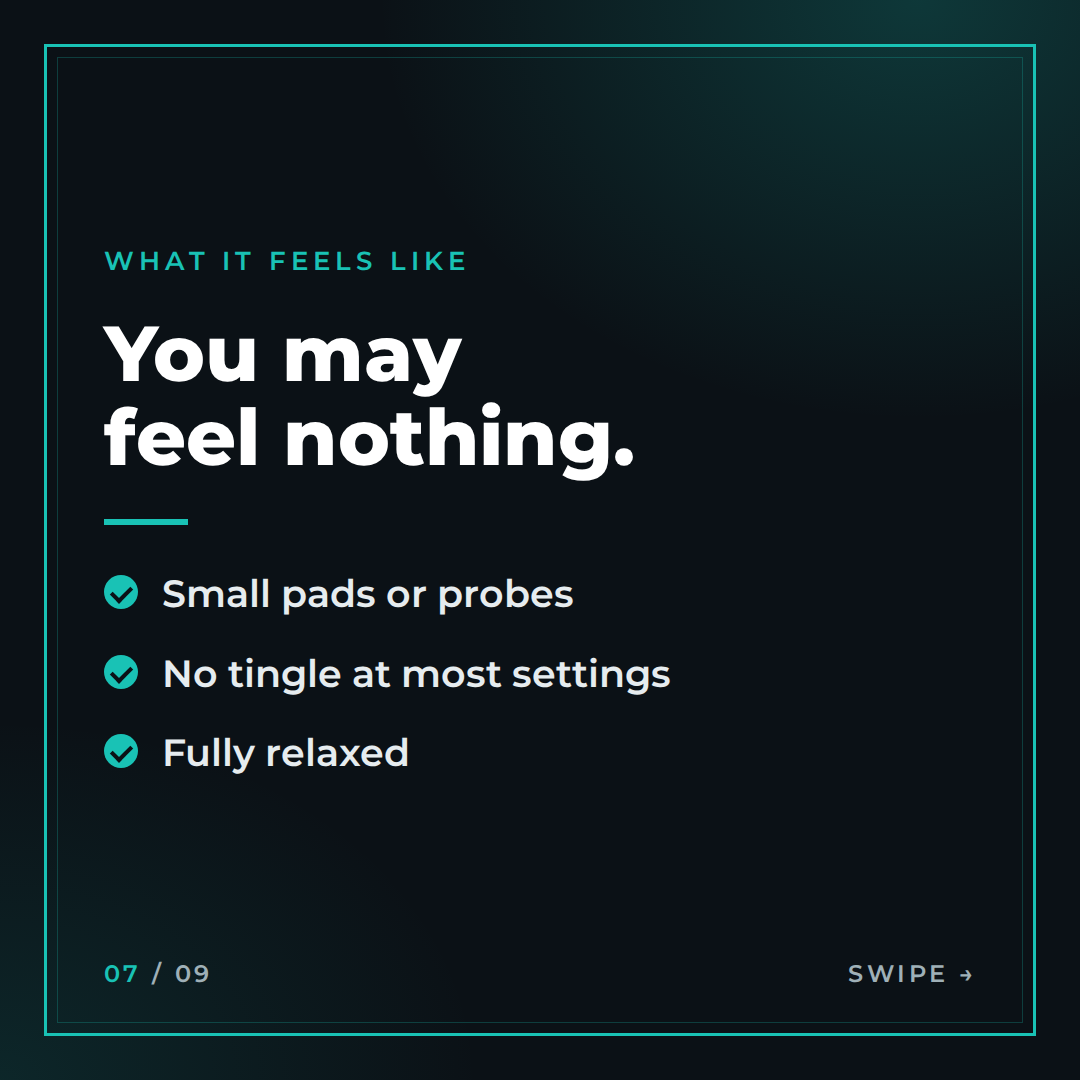 WHAT IT FEELS LIKE
You may
feel nothing.
Small pads or probes
No tingle at most settings
Fully relaxed
07 / 09
SWIPE →